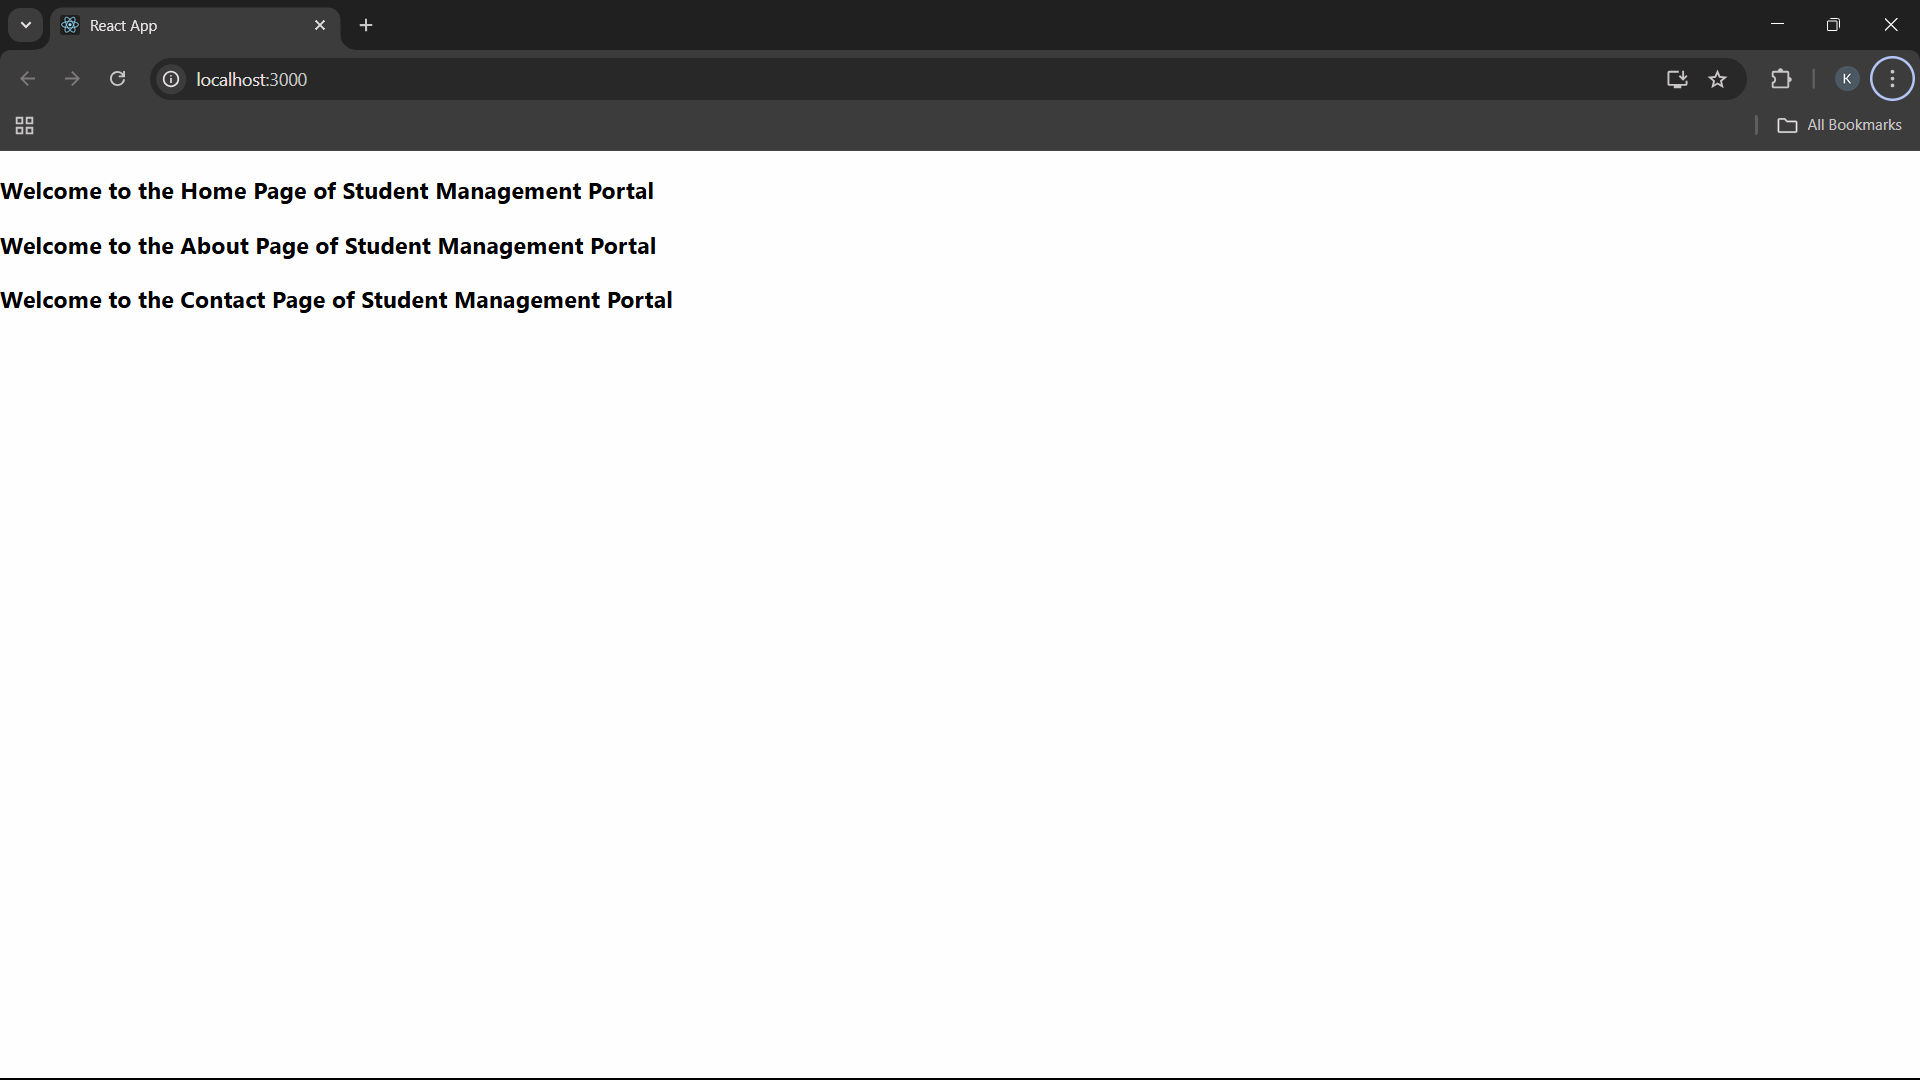 React App
localhost:3000
K
All Bookmarks
Welcome to the Home Page of Student Management Portal
Welcome to the About Page of Student Management Portal
Welcome to the Contact Page of Student Management Portal